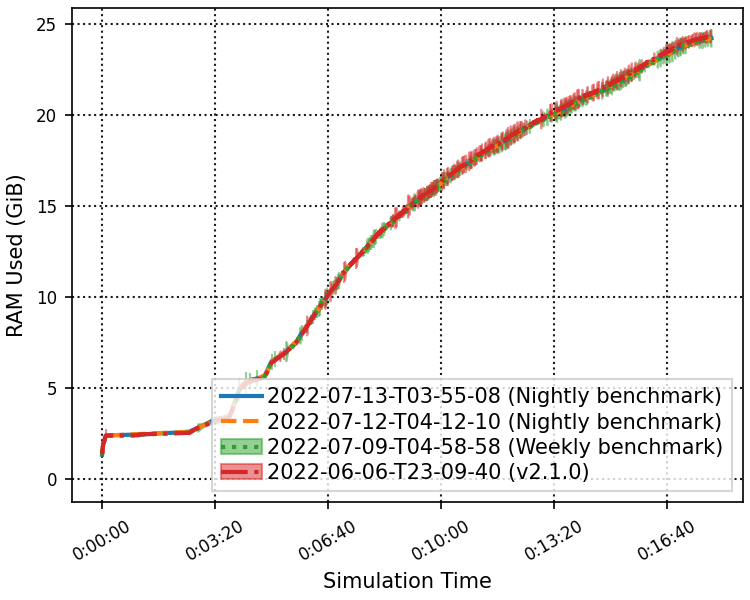 25
20
15
10
5
0
RAM Used (GiB)
2022-07-13-T03-55-08 (Nightly benchmark)
2022-07-12-T04-12-10 (Nightly benchmark)
2022-07-09-T04-58-58 (Weekly benchmark)
2022-06-06-T23-09-40 (v2.1.0)
0:00:00
0:03:20
0:06:40
0:10:00
0:13:20
0:16:40
Simulation Time